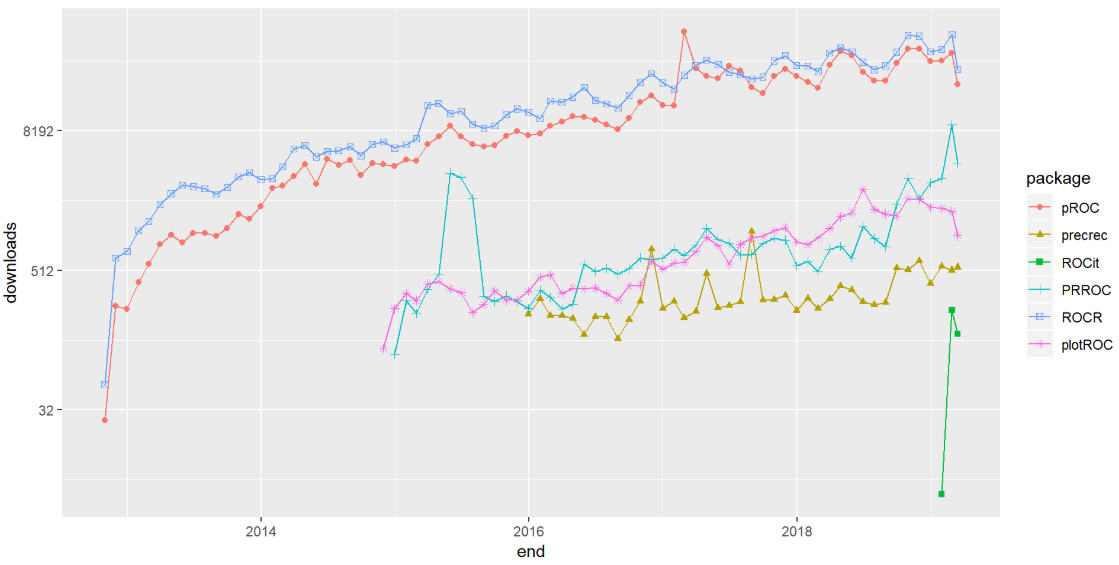 downloads
8192
512
32
2014
2016
2018
end
package
pROC
precrec
ROCit
PRROC
ROCR
plotROC